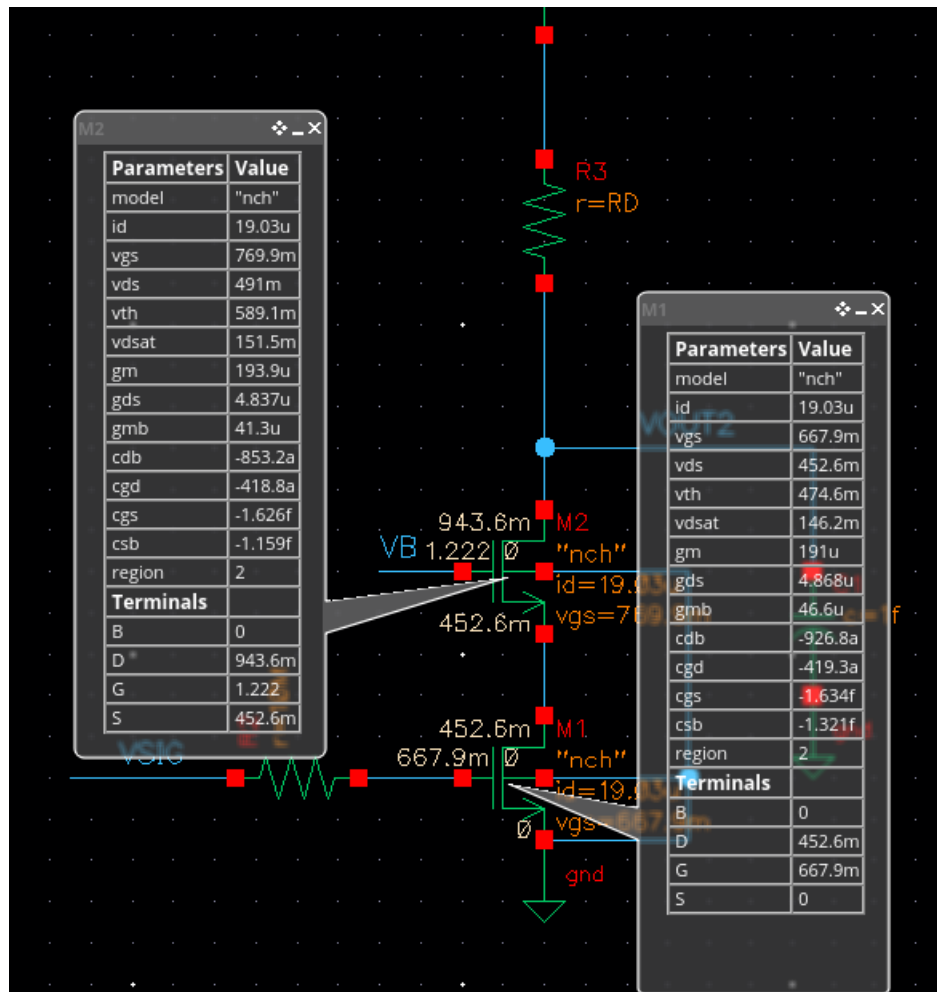 R3
r=RD
M2
Parameters Value
model "nch"
id 19.03u
vgs 769.9m
vds 491m
vth 589.1m
vdsat 151.5m
gm 193.9u
gds 4.837u
gmb 41.3u
cdb -853.2a
cgd -418.8a
cgs -1.626f
csb -1.159f
region 2
Terminals
B 0
D 943.6m
G 1.222
S 452.6m
M1
Parameters Value
model "nch"
id 19.03u
vgs 667.9m
vds 452.6m
vth 474.6m
vdsat 146.2m
gm 191u
gds 4.868u
gmb 46.6u
cdb -926.8a
cgd -419.3a
cgs -1.634f
csb -1.321f
region 2
Terminals
B 0
D 452.6m
G 667.9m
S 0
VOUT2
943.6m M2
VB 1.222 0 "nch"
452.6m
c=1f
gnd
452.6m M1
667.9m 0 "nch"
VSIG
0
gnd